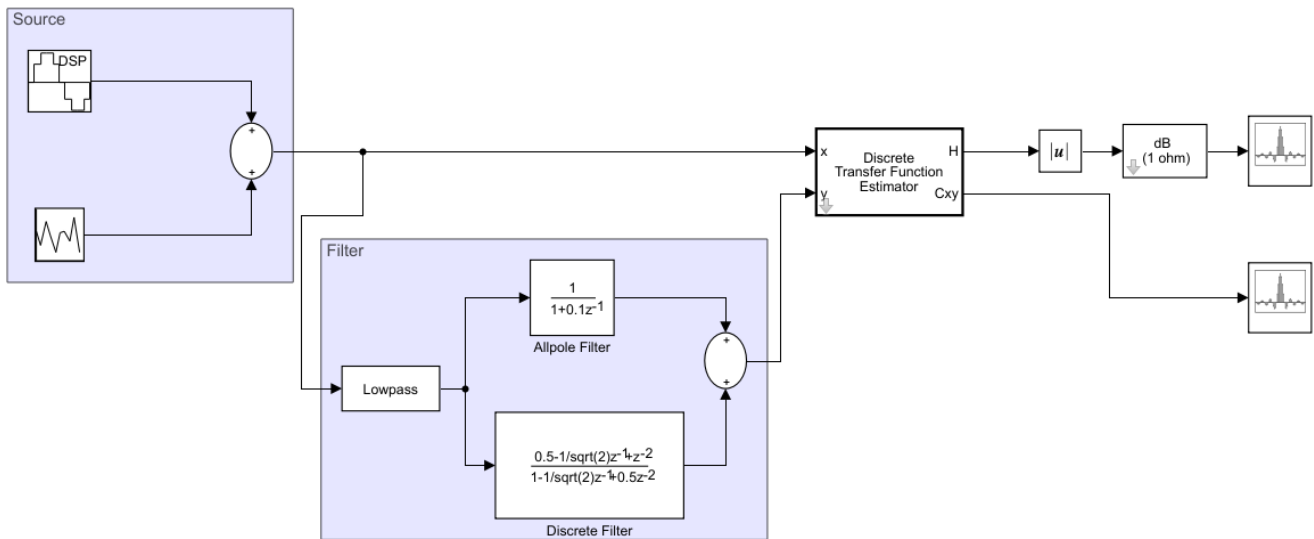 Source
DSP
+
+
x
y
Discrete
Transfer Function
Estimator
H
Cxy
|u|
dB
(1 ohm)
Filter
1
1+0.1z^-1
Allpole Filter
+
+
Lowpass
0.5-1/sqrt(2)z^-1+z^-2
1-1/sqrt(2)z^-1+0.5z^-2
Discrete Filter